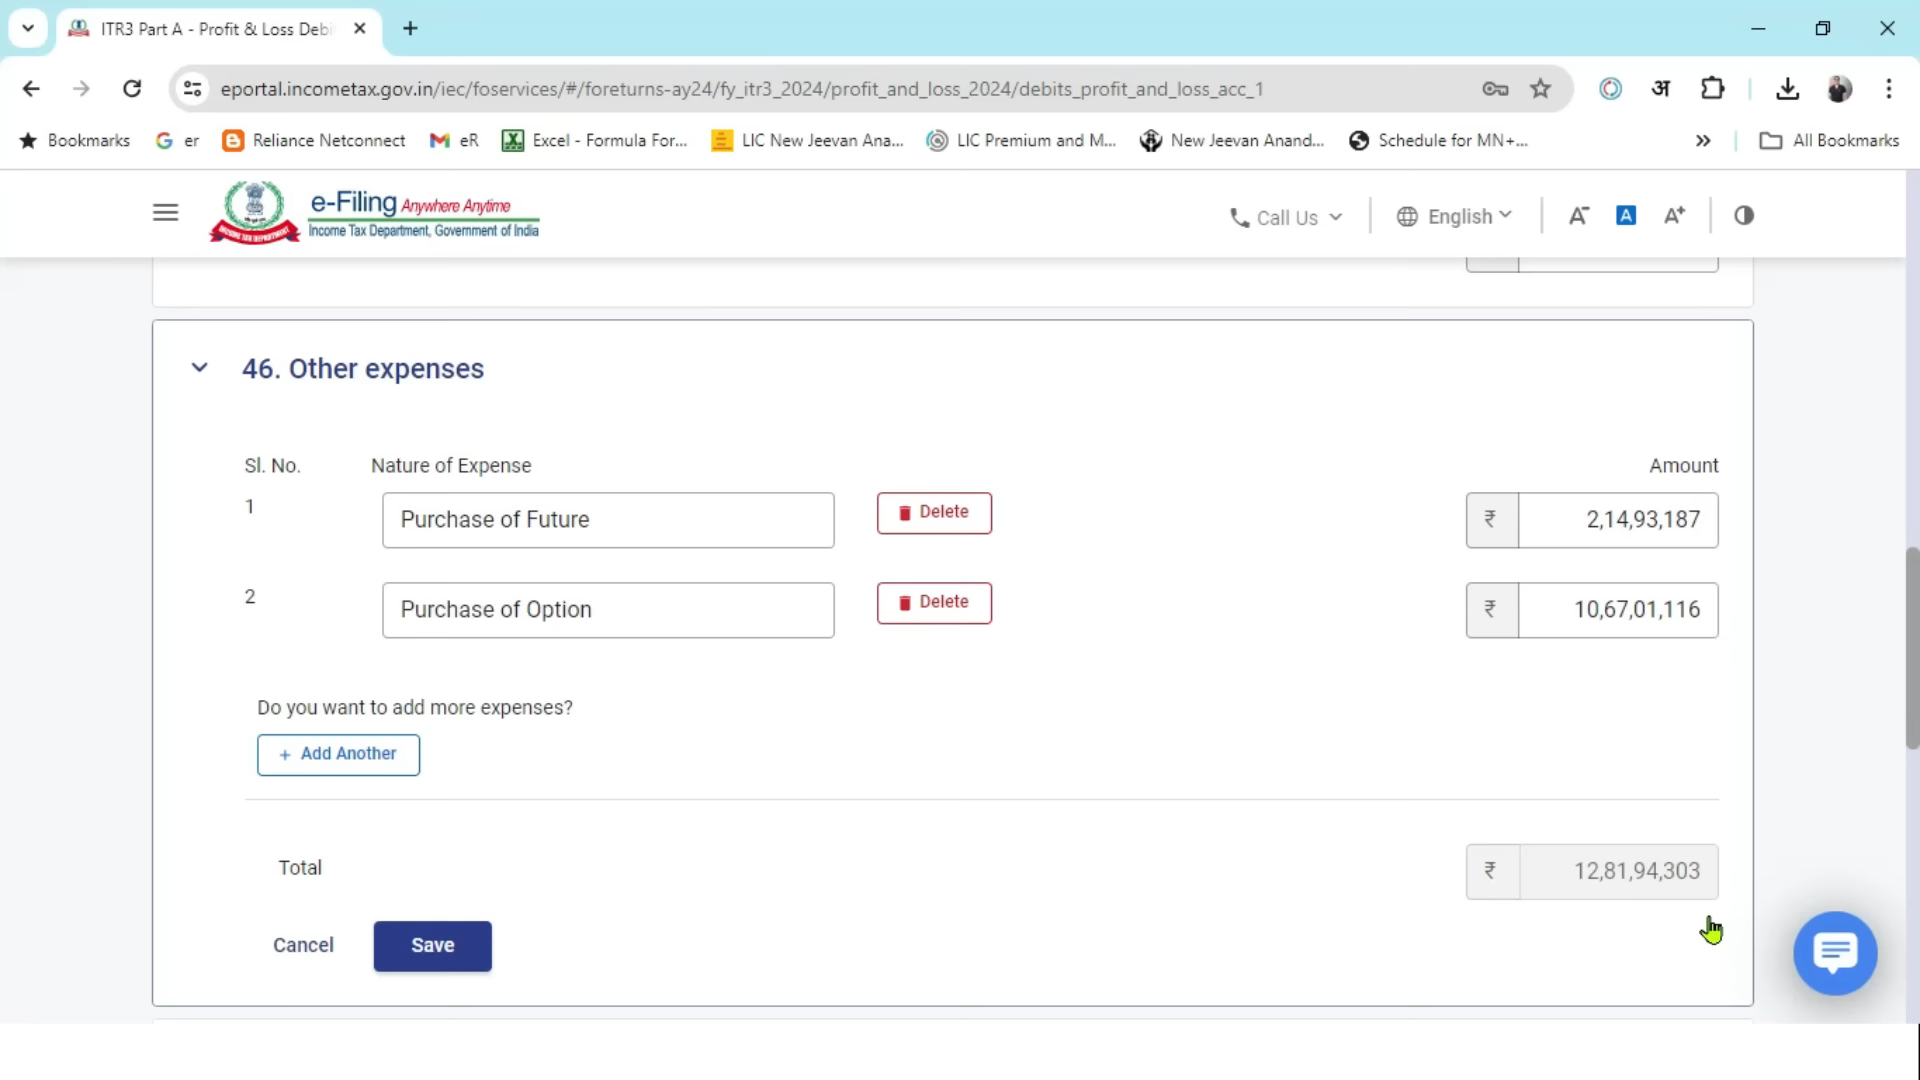 ITR3 Part A - Profit & Loss Debi
eportal.incometax.gov.in/iec/foservices/#/foreturns-ay24/fy_itr3_2024/profit_and_loss_2024/debits_profit_and_loss_acc_1
अ
Bookmarks
er
Reliance Netconnect
eR
Excel - Formula For...
LIC New Jeevan Ana...
LIC Premium and M...
New Jeevan Anand...
Schedule for MN+...
All Bookmarks
e-Filing Anywhere Anytime
Income Tax Department, Government of India
INCOME TAX DEPARTMENT
Call Us
English
A-
A
A+
46. Other expenses
Sl. No.
Nature of Expense
Amount
1
Purchase of Future
Delete
₹
2,14,93,187
2
Purchase of Option
Delete
₹
10,67,01,116
Do you want to add more expenses?
+ Add Another
Total
₹
12,81,94,303
Cancel
Save